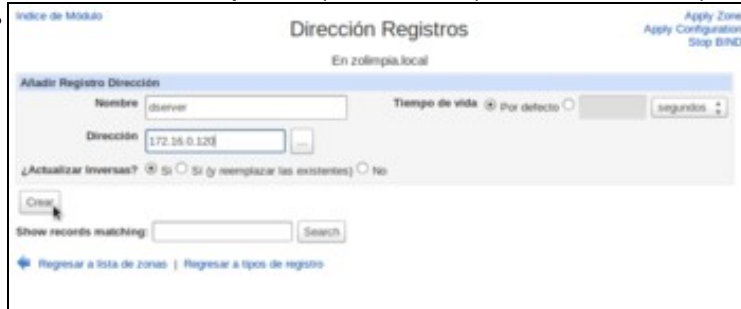 Índice de Módulo
Dirección Registros
Apply Zone
Apply Configuration
Stop BIND
En zolimpia.local
Añadir Registro Dirección
Nombre dserver Tiempo de vida Por defecto segundos
Dirección 172.16.0.120 ...
¿Actualizar Inversas? Si Si (y reemplazar las existentes) No
Crear
Show records matching: Search
Regresar a lista de zonas | Regresar a tipos de registro